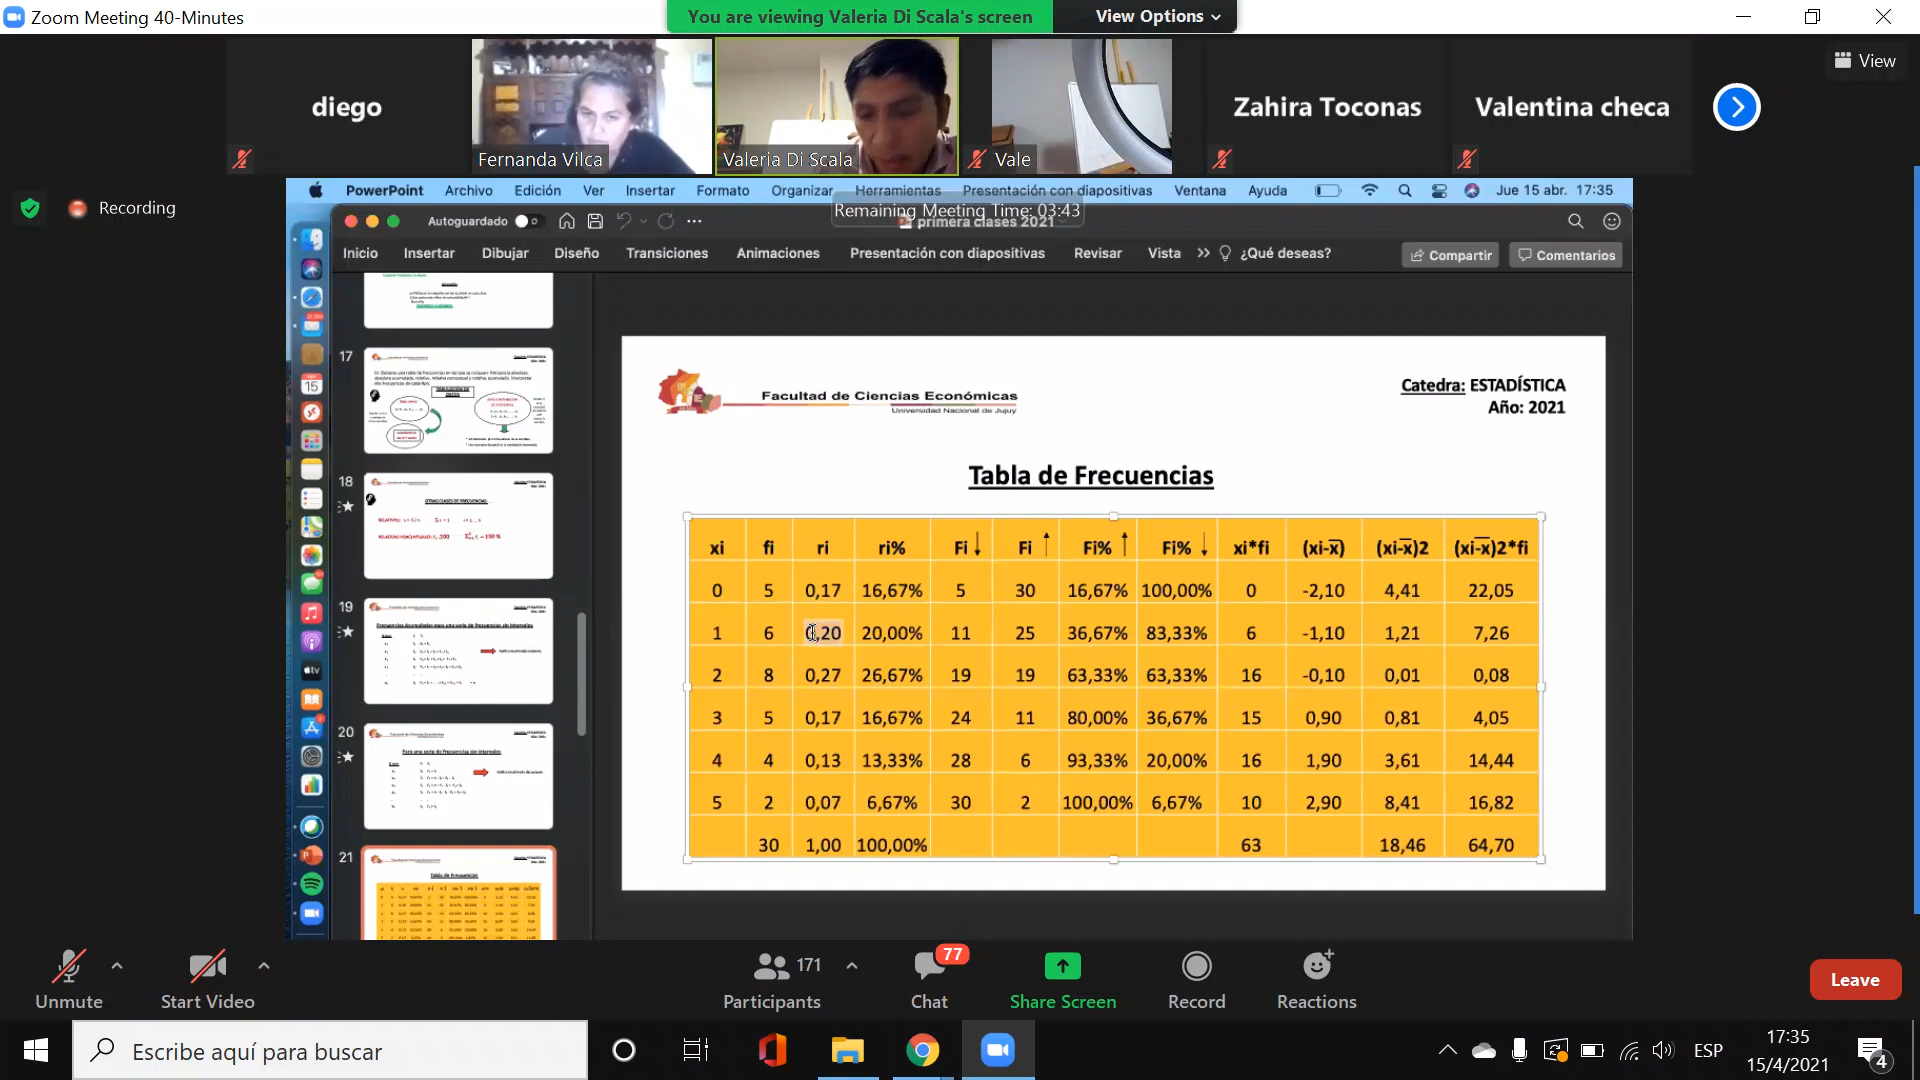 Zoom Meeting 40-Minutes
You are viewing Valeria Di Scala's screen
View Options
View
diego
Fernanda Vilca
Valeria Di Scala
Vale
Zahira Toconas
Valentina checa
Recording
PowerPoint Archivo Edición Ver Insertar Formato Organizar Herramientas Presentación con diapositivas Ventana Ayuda Jue 15 abr. 17:35
Remaining Meeting Time: 03:43
Autoguardado
primera clases 2021
Inicio Insertar Dibujar Diseño Transiciones Animaciones Presentación con diapositivas Revisar Vista ¿Qué deseas? Compartir Comentarios
17
18
19
20
21
Facultad de Ciencias Económicas
Universidad Nacional de Jujuy
Catedra: ESTADÍSTICA
Año: 2021
Tabla de Frecuencias
xi fi ri ri% Fi↓ Fi↑ Fi%↑ Fi%↓ xi*fi (xi-x̅) (xi-x̅)2 (xi-x̅)2*fi
0 5 0,17 16,67% 5 30 16,67% 100,00% 0 -2,10 4,41 22,05
1 6 0,20 20,00% 11 25 36,67% 83,33% 6 -1,10 1,21 7,26
2 8 0,27 26,67% 19 19 63,33% 63,33% 16 -0,10 0,01 0,08
3 5 0,17 16,67% 24 11 80,00% 36,67% 15 0,90 0,81 4,05
4 4 0,13 13,33% 28 6 93,33% 20,00% 16 1,90 3,61 14,44
5 2 0,07 6,67% 30 2 100,00% 6,67% 10 2,90 8,41 16,82
30 1,00 100,00% 63 18,46 64,70
Unmute
Start Video
171
Participants
77
Chat
Share Screen
Record
Reactions
Leave
Escribe aquí para buscar
ESP
17:35
15/4/2021
4